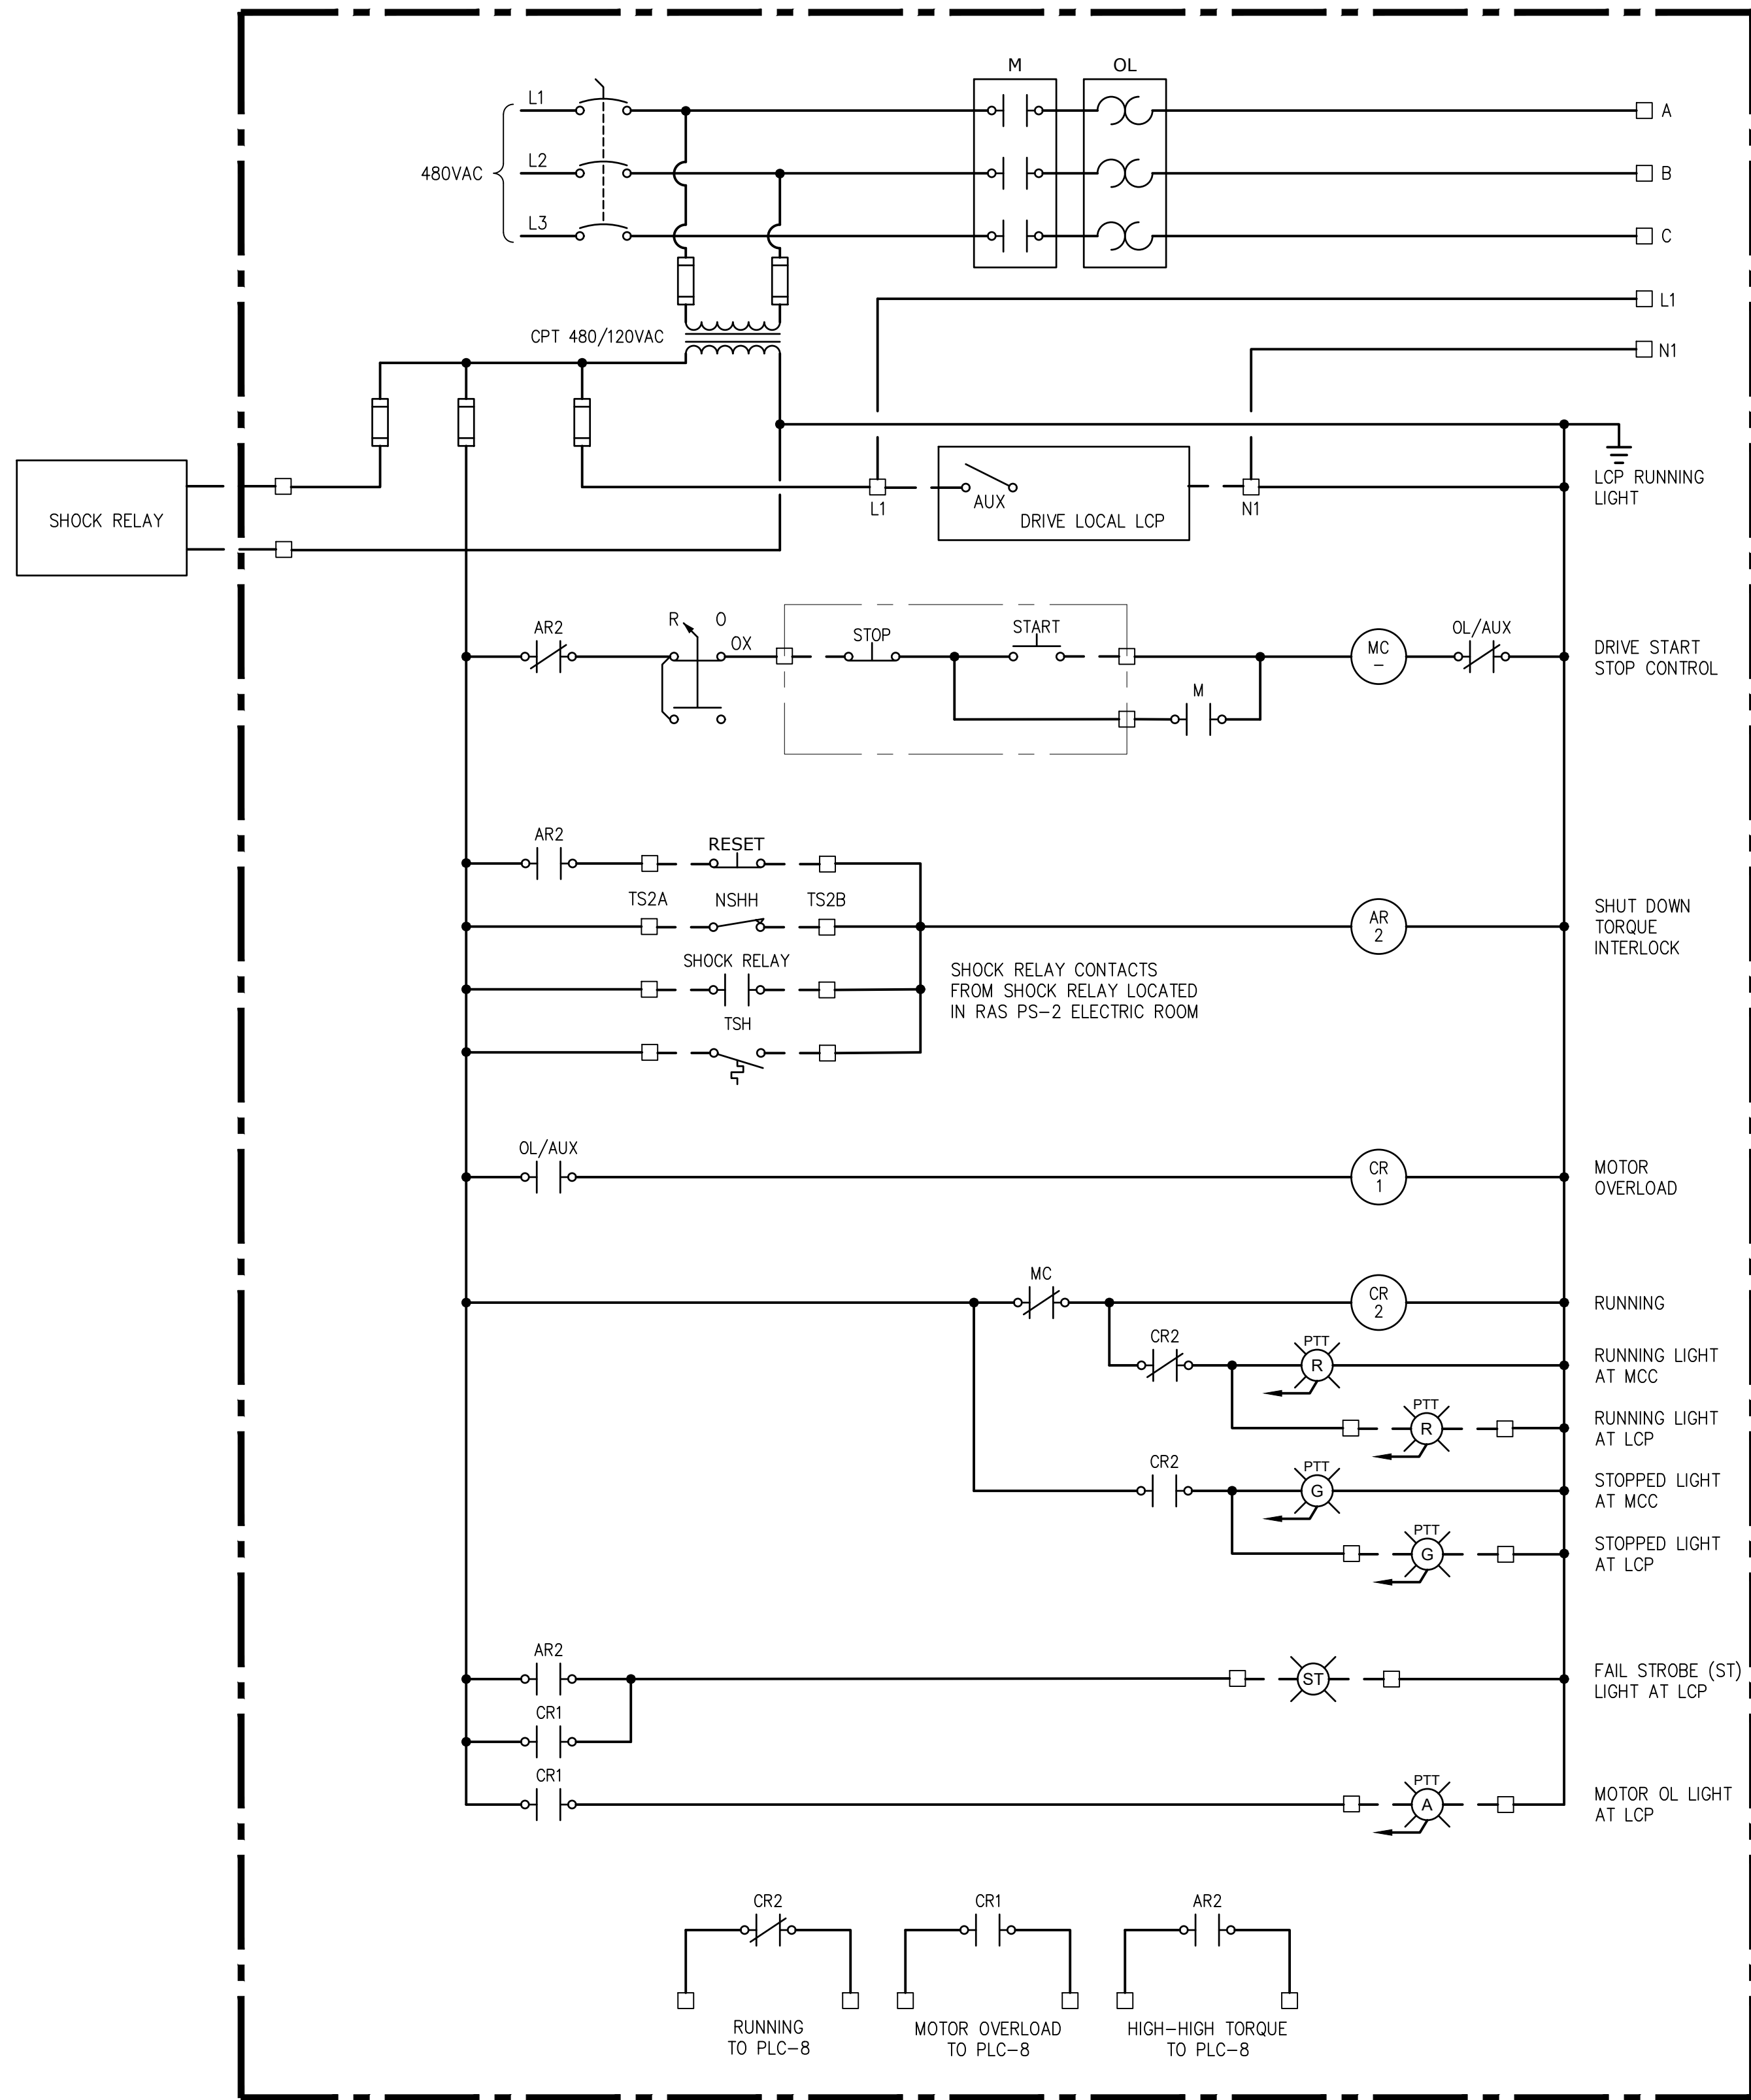 M
OL
L1
A
L2
480VAC
B
L3
C
L1
CPT 480/120VAC
N1
LCP RUNNING
LIGHT
AUX
L1
N1
SHOCK RELAY
DRIVE LOCAL LCP
R
O
OX
AR2
STOP
START
OL/AUX
MC
–
DRIVE START
STOP CONTROL
M
AR2
RESET
TS2A
NSHH
TS2B
AR
2
SHUT DOWN
TORQUE
INTERLOCK
SHOCK RELAY
SHOCK RELAY CONTACTS
FROM SHOCK RELAY LOCATED
IN RAS PS-2 ELECTRIC ROOM
TSH
OL/AUX
CR
1
MOTOR
OVERLOAD
MC
CR
2
RUNNING
CR2
PTT
R
RUNNING LIGHT
AT MCC
PTT
R
RUNNING LIGHT
AT LCP
CR2
PTT
G
STOPPED LIGHT
AT MCC
PTT
G
STOPPED LIGHT
AT LCP
AR2
ST
FAIL STROBE (ST)
LIGHT AT LCP
CR1
CR1
PTT
A
MOTOR OL LIGHT
AT LCP
CR2
CR1
AR2
RUNNING
TO PLC-8
MOTOR OVERLOAD
TO PLC-8
HIGH-HIGH TORQUE
TO PLC-8